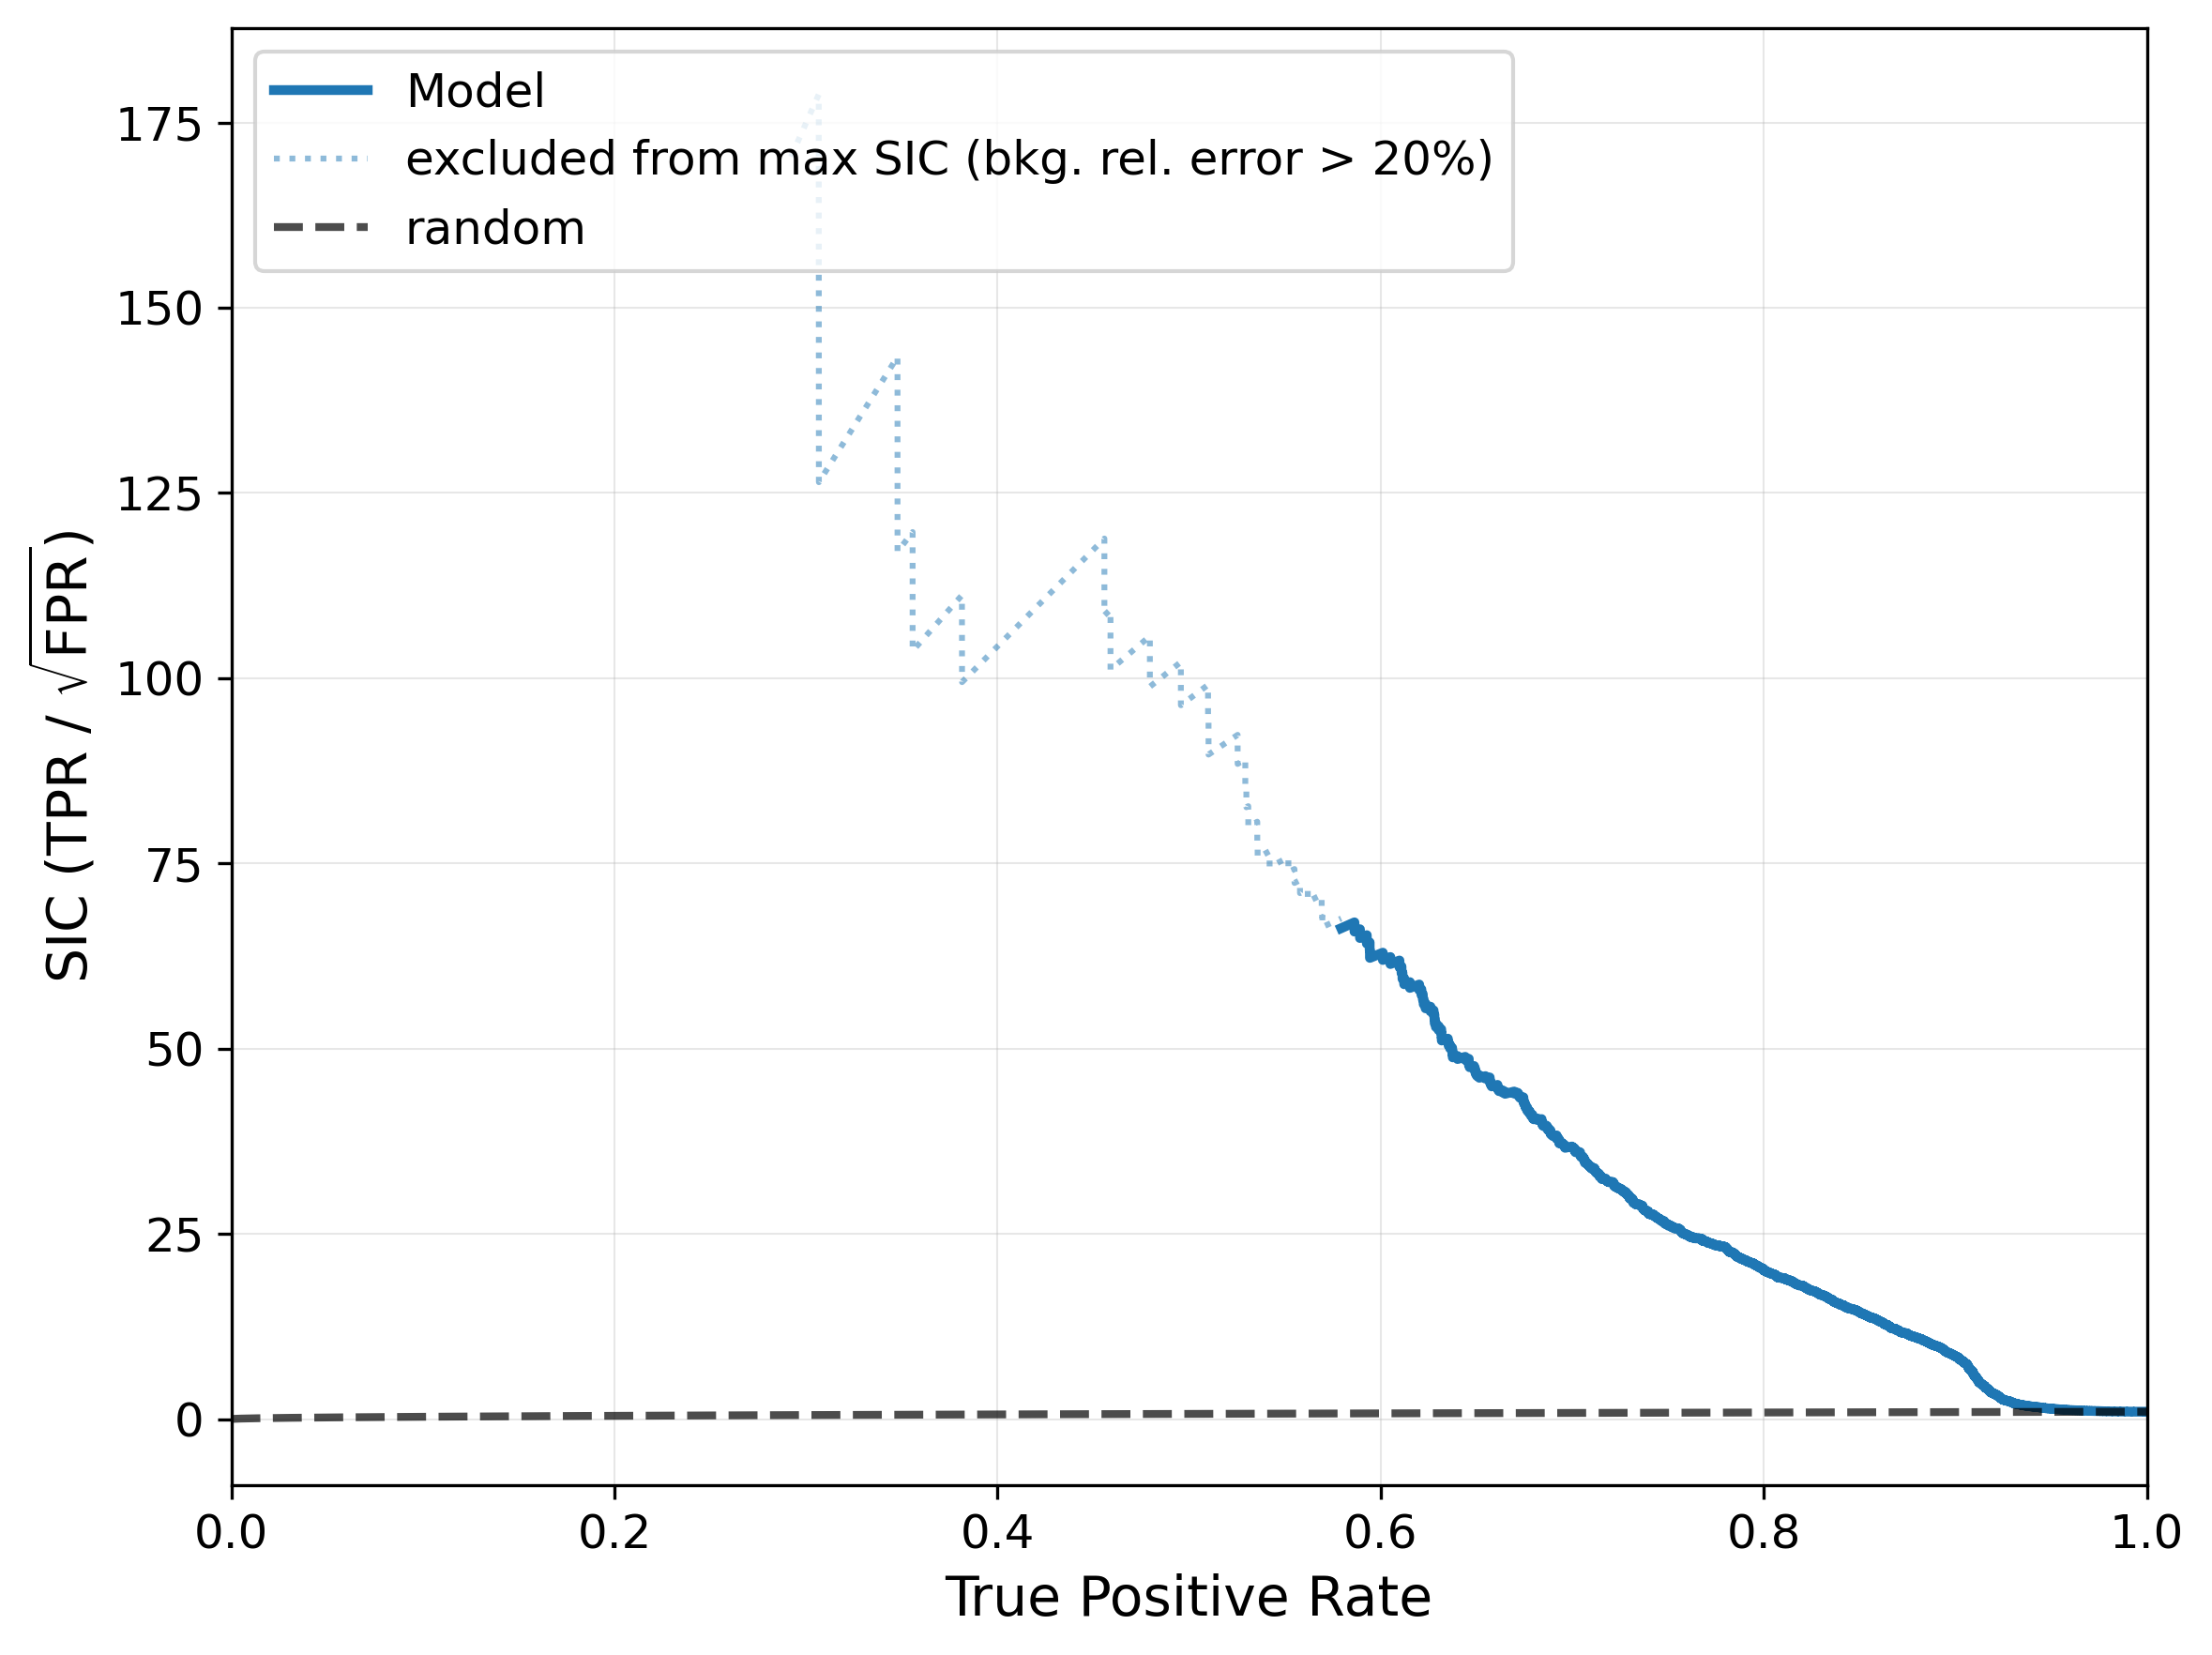 Model
excluded from max SIC (bkg. rel. error > 20%)
random
175
150
125
100
75
50
25
0
SIC (TPR / √FPR)
0.0 0.2 0.4 0.6 0.8 1.0
True Positive Rate